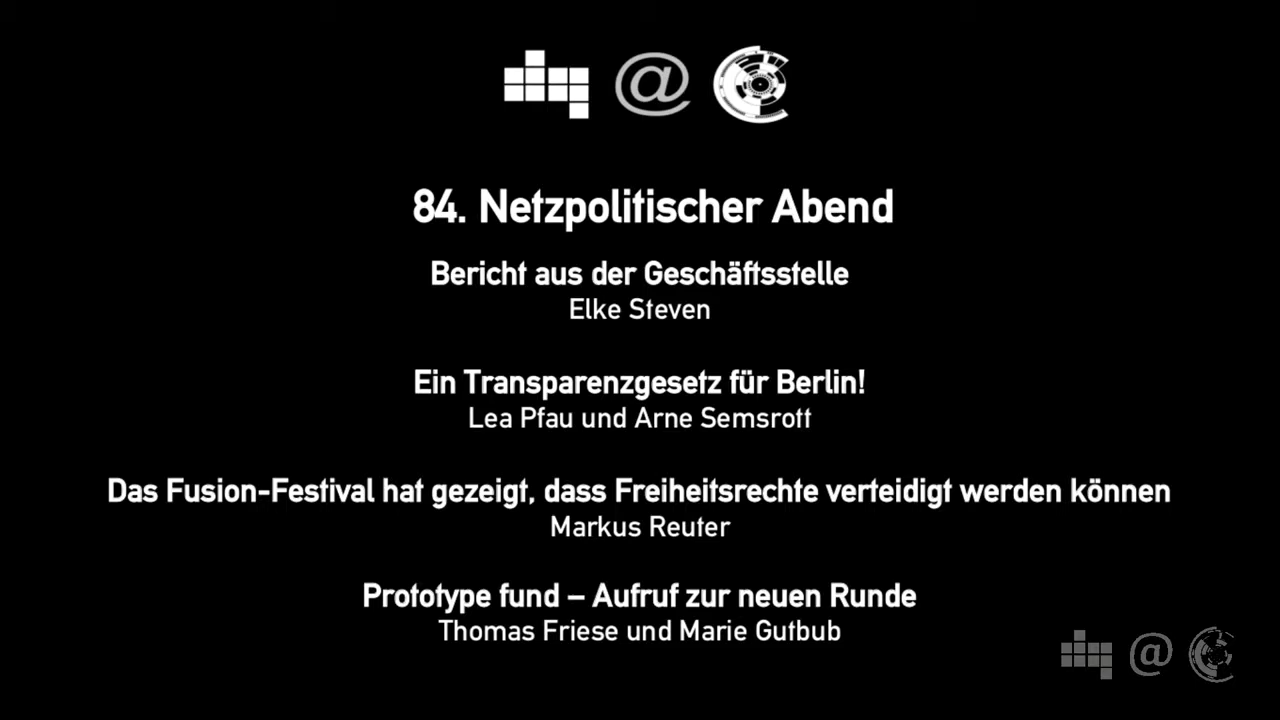 @
84. Netzpolitischer Abend
Bericht aus der Geschäftsstelle
Elke Steven
Ein Transparenzgesetz für Berlin!
Lea Pfau und Arne Semsrott
Das Fusion-Festival hat gezeigt, dass Freiheitsrechte verteidigt werden können
Markus Reuter
Prototype fund – Aufruf zur neuen Runde
Thomas Friese und Marie Gutbub
@